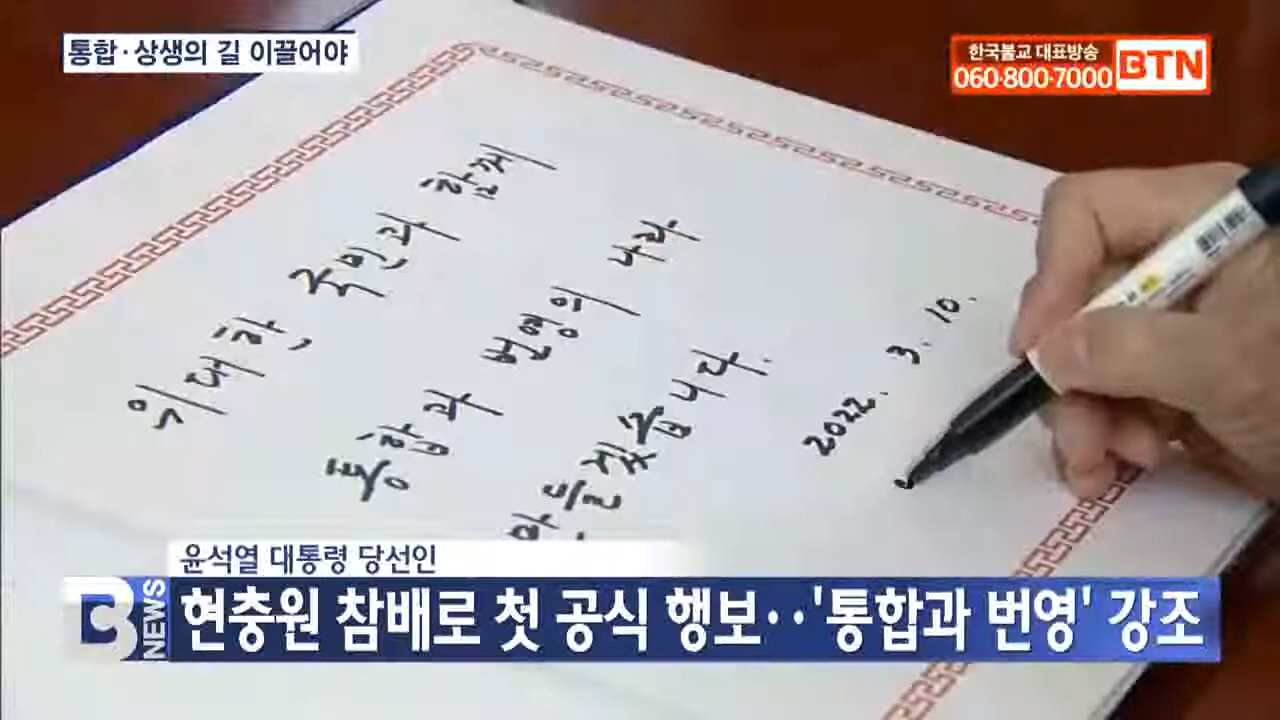 통합·상생의 길 이끌어야
한국불교 대표방송
060·800·7000
BTN
위대한 국민과 함께
통합과 번영의 나라
만들겠습니다.
2022. 3. 10.
윤석열 대통령 당선인
B NEWS
현충원 참배로 첫 공식 행보‥'통합과 번영' 강조